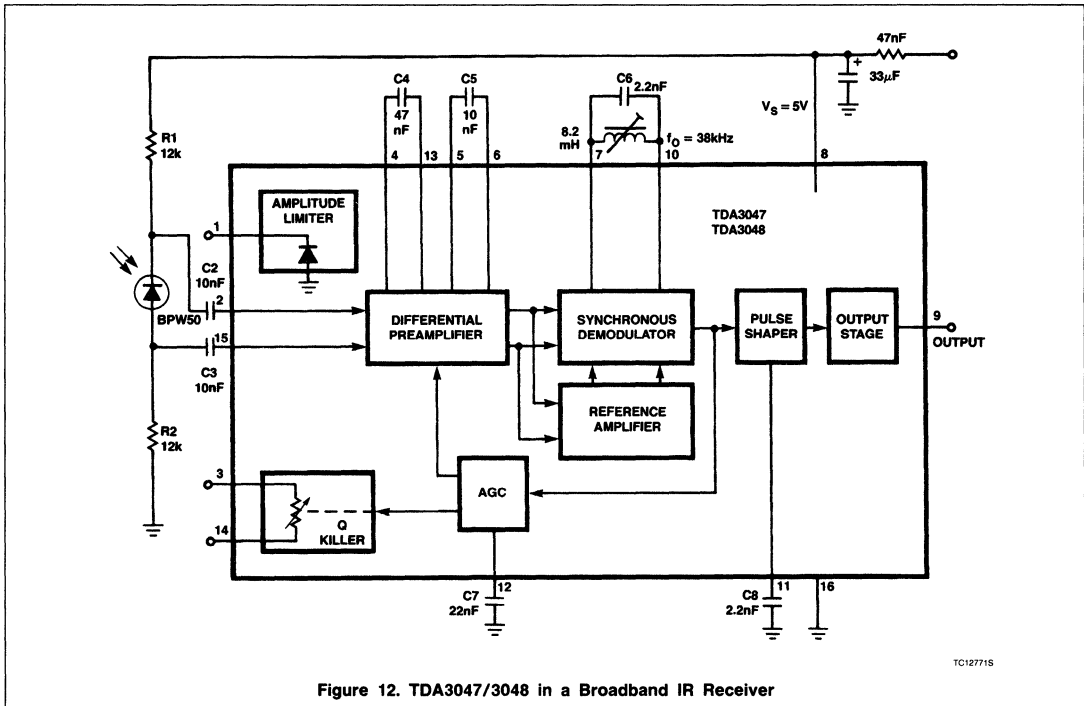 47nF
+
33μF
C4
47
nF
C5
10
nF
C6
2.2nF
8.2
mH
fO = 38kHz
VS = 5V
R1
12k
4
13
5
6
7
10
8
AMPLITUDE
LIMITER
1
TDA3047
TDA3048
C2
10nF
2
BPW50
15
C3
10nF
DIFFERENTIAL
PREAMPLIFIER
SYNCHRONOUS
DEMODULATOR
PULSE
SHAPER
OUTPUT
STAGE
9
OUTPUT
REFERENCE
AMPLIFIER
R2
12k
3
14
Q
KILLER
AGC
12
C7
22nF
11
C8
2.2nF
16
TC12771S
Figure 12. TDA3047/3048 in a Broadband IR Receiver